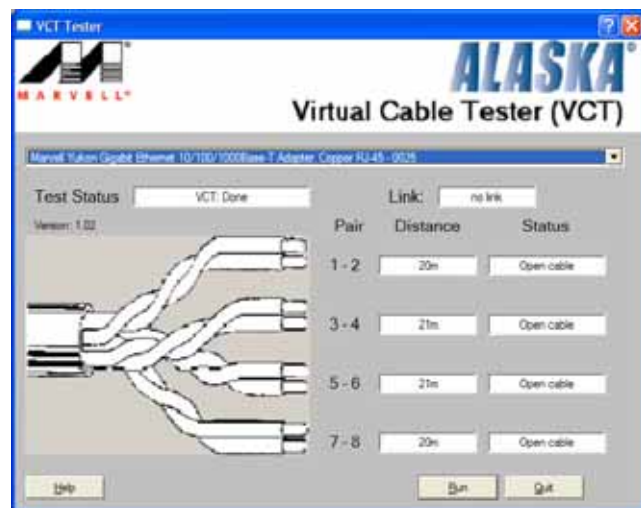 VCT Tester
MARVELL®
ALASKA®
Virtual Cable Tester (VCT)
Marvell Yukon Gigabit Ethernet 10/100/1000Base-T Adapter, Copper RJ-45 - 0025
Test Status VCT: Done Link: no link
Version: 1.02 Pair Distance Status
1 - 2 20m Open cable
3 - 4 21m Open cable
5 - 6 21m Open cable
7 - 8 20m Open cable
Help Run Quit